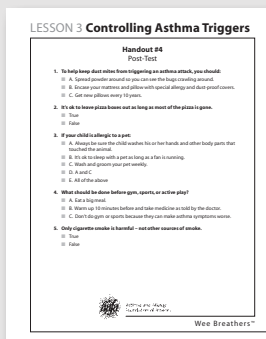 LESSON 3 Controlling Asthma Triggers
Handout #4
Post-Test
1. To help keep dust mites from triggering an asthma attack, you should:
A. Spread powder around so you can see the bugs crawling around.
B. Encase your mattress and pillow with special allergy and dust-proof covers.
C. Get new pillows every 10 years.
2. It's ok to leave pizza boxes out as long as most of the pizza is gone.
True
False
3. If your child is allergic to a pet:
A. Always be sure the child washes his or her hands and other body parts that
touched the animal.
B. It's ok to sleep with a pet as long as a fan is running.
C. Wash and groom your pet weekly.
D. A and C
E. All of the above
4. What should be done before gym, sports, or active play?
A. Eat a big meal.
B. Warm up 10 minutes before and take medicine as told by the doctor.
C. Don't do gym or sports because they can make asthma symptoms worse.
5. Only cigarette smoke is harmful – not other sources of smoke.
True
False
Wee Breathers™